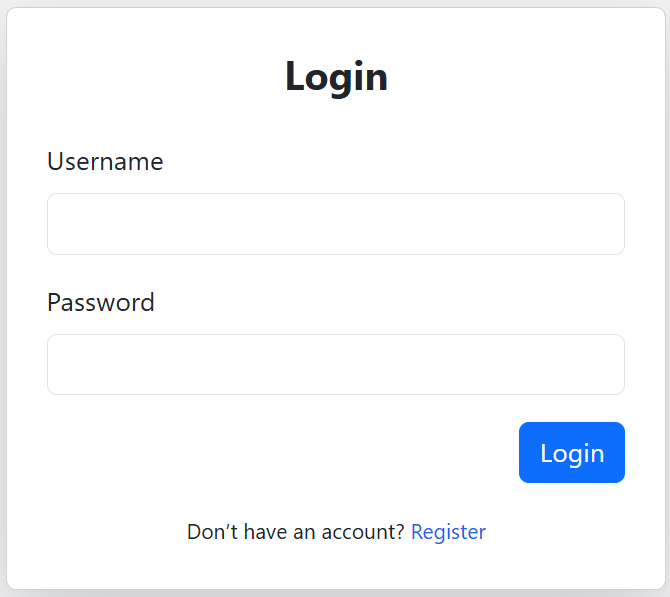 Login
Username
Password
Login
Don’t have an account? Register